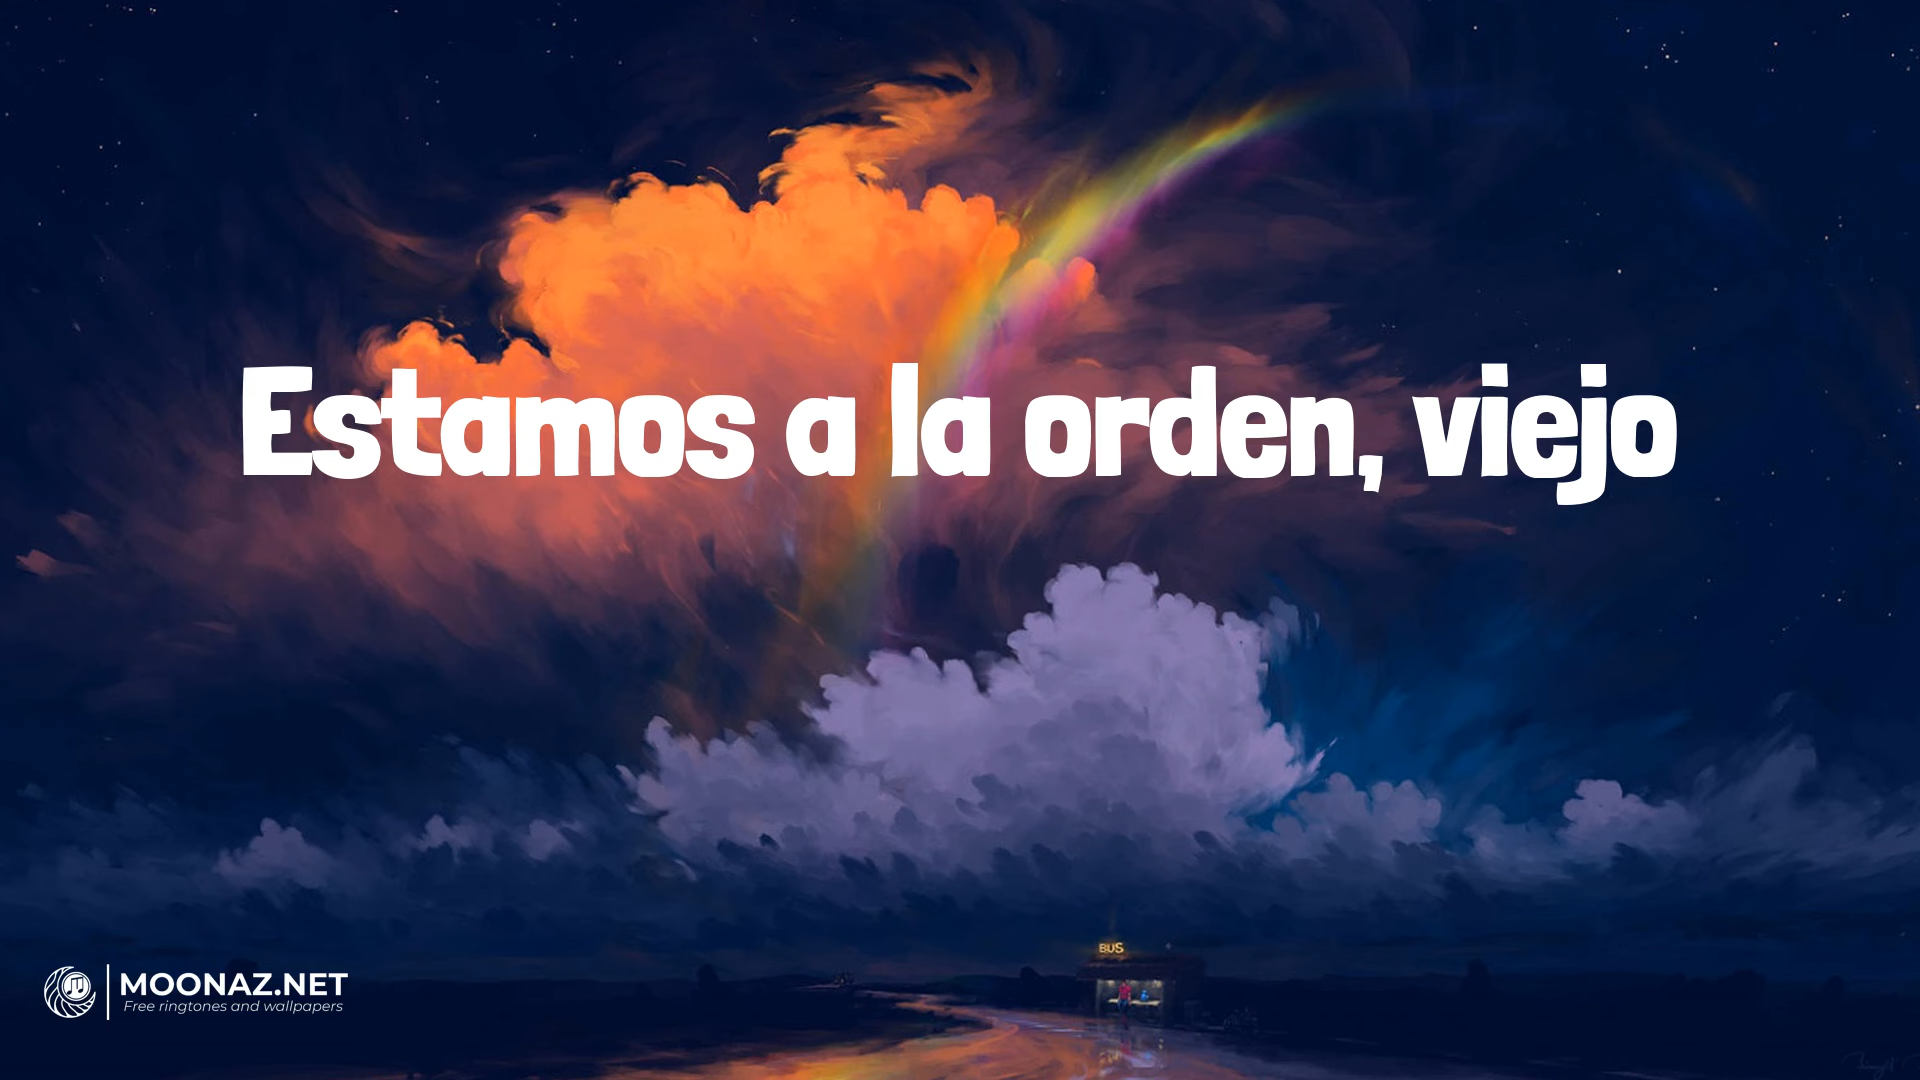 Estamos a la orden, viejo
BUS
MOONAZ.NET
Free ringtones and wallpapers